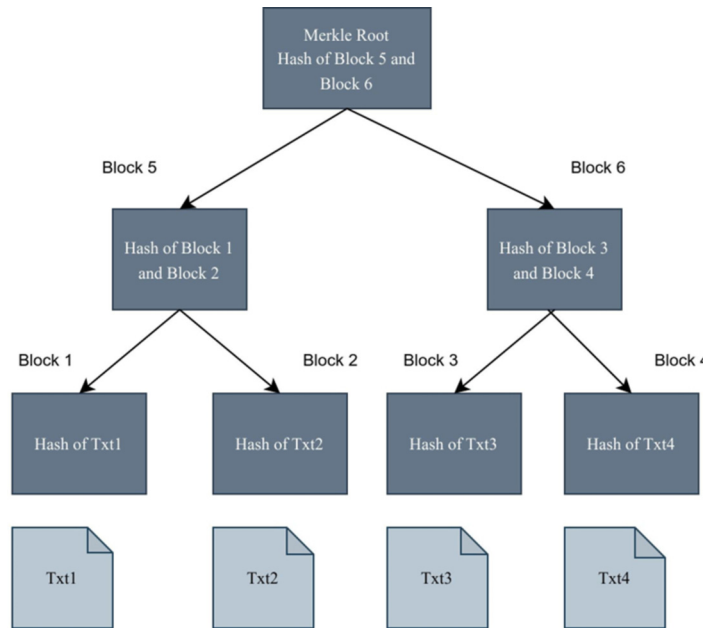 Merkle Root
Hash of Block 5 and
Block 6
Block 5
Block 6
Hash of Block 1
and Block 2
Hash of Block 3
and Block 4
Block 1
Block 2
Block 3
Block 4
Hash of Txt1
Hash of Txt2
Hash of Txt3
Hash of Txt4
Txt1
Txt2
Txt3
Txt4